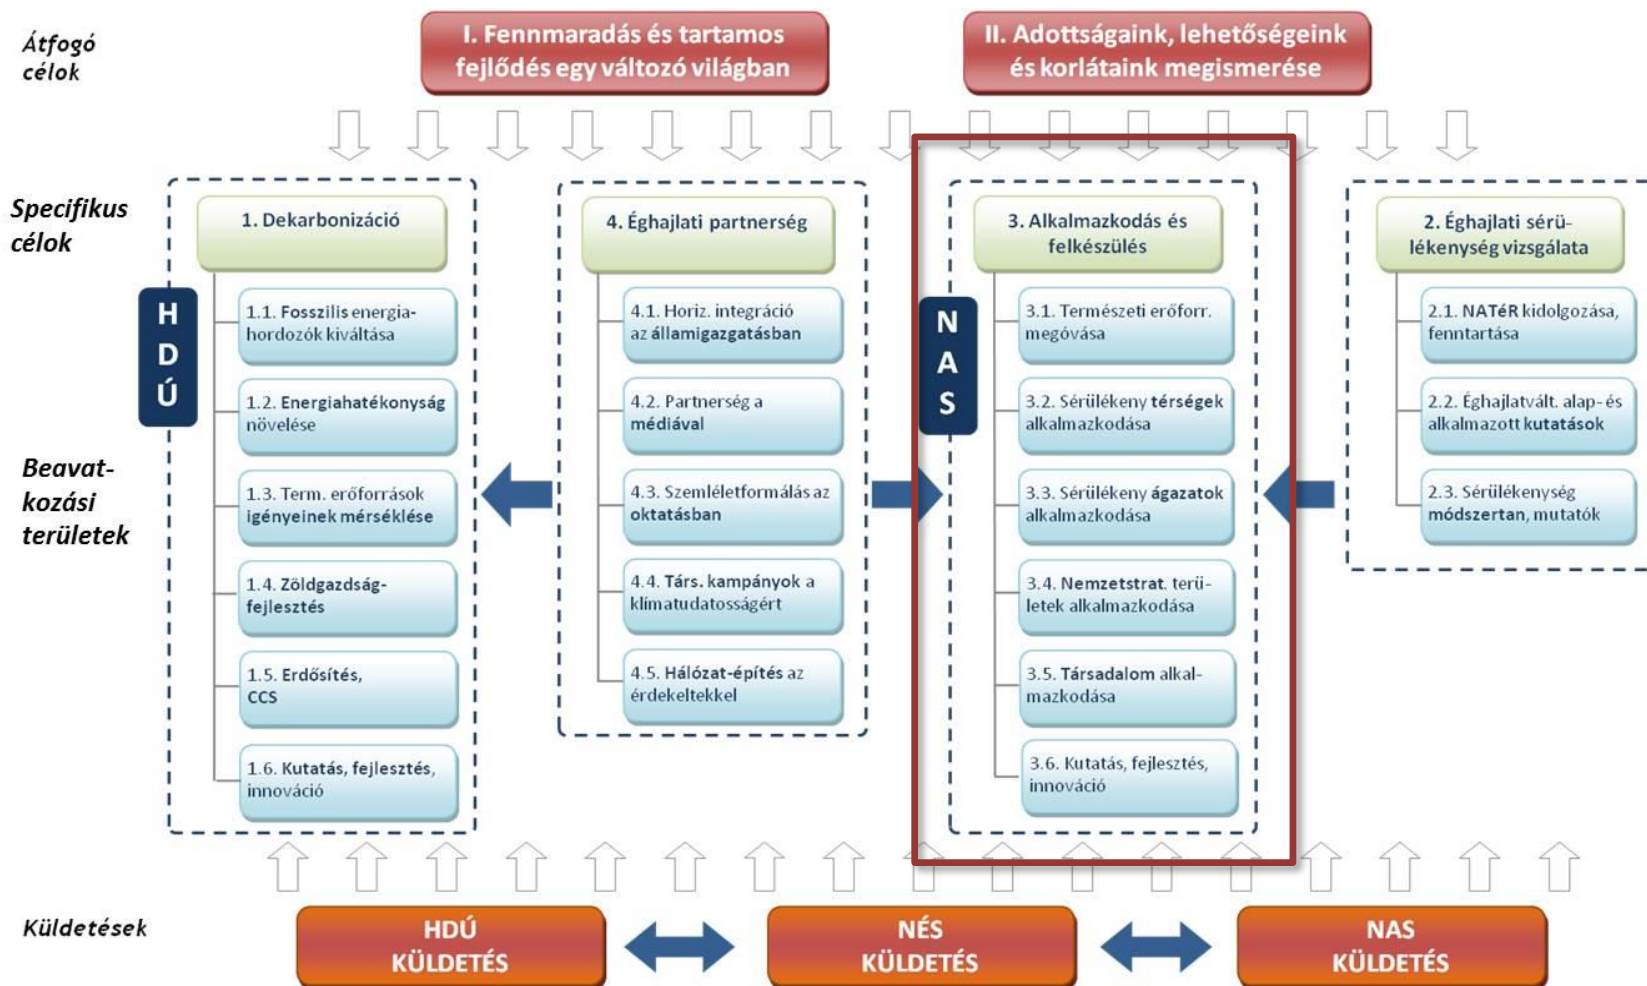 Átfogó
célok
I. Fennmaradás és tartamos
fejlődés egy változó világban
II. Adottságaink, lehetőségeink
és korlátaink megismerése
Specifikus
célok
Beavat-
kozási
területek
1. Dekarbonizáció
HDÚ
1.1. Fosszilis energia-
hordozók kiváltása
1.2. Energiahatékonyság
növelése
1.3. Term. erőforrások
igényeinek mérséklése
1.4. Zöldgazdság-
fejlesztés
1.5. Erdősítés,
CCS
1.6. Kutatás, fejlesztés,
innováció
4. Éghajlati partnerség
4.1. Horiz. integráció
az államigazgatásban
4.2. Partnerség a
médiával
4.3. Szemléletformálás az
oktatásban
4.4. Társ. kampányok a
klímatudatosságért
4.5. Hálózat-építés az
érdekeltekkel
3. Alkalmazkodás és
felkészülés
NAS
3.1. Természeti erőforr.
megóvása
3.2. Sérülékeny térségek
alkalmazkodása
3.3. Sérülékeny ágazatok
alkalmazkodása
3.4. Nemzetstrat. terü-
letek alkalmazkodása
3.5. Társadalom alkal-
mazkodása
3.6. Kutatás, fejlesztés,
innováció
2. Éghajlati sérü-
lékenység vizsgálata
2.1. NATéR kidolgozása,
fenntartása
2.2. Éghajlatvált. alap- és
alkalmazott kutatások
2.3. Sérülékenység
módszertan, mutatók
Küldetések
HDÚ
KÜLDETÉS
NÉS
KÜLDETÉS
NAS
KÜLDETÉS